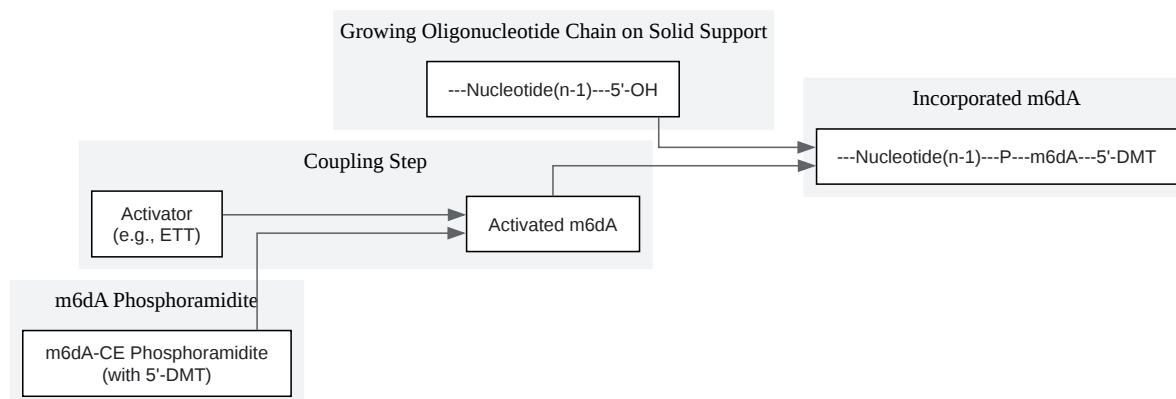 Growing Oligonucleotide Chain on Solid Support
---Nucleotide(n-1)---5'-OH
Incorporated m6dA
---Nucleotide(n-1)---P---m6dA---5'-DMT
Coupling Step
Activator
(e.g., ETT)
Activated m6dA
m6dA Phosphoramidite
m6dA-CE Phosphoramidite
(with 5'-DMT)